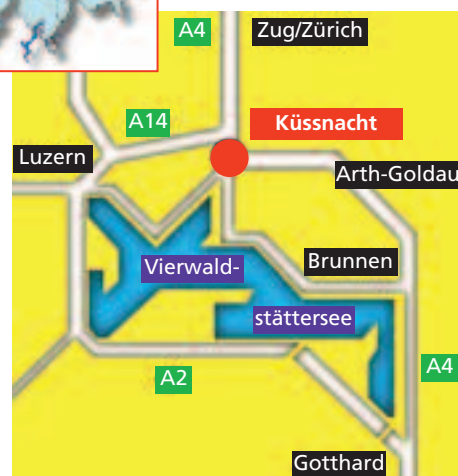 A4
Zug/Zürich
A14
Küssnacht
Luzern
Arth-Goldau
Vierwald-
Brunnen
stättersee
A2
A4
Gotthard